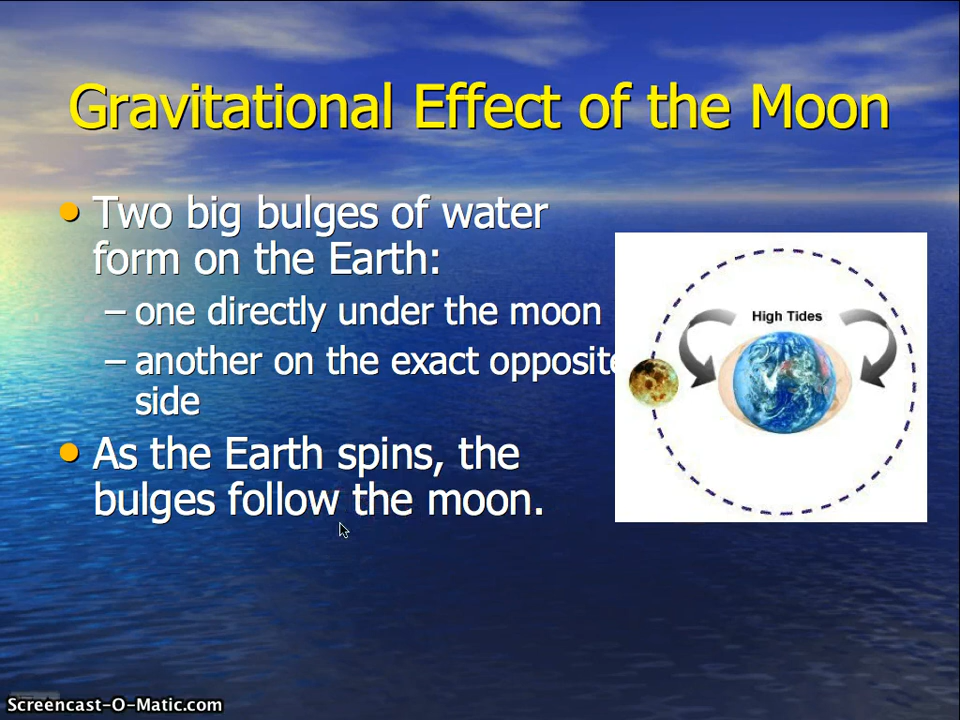 Gravitational Effect of the Moon
• Two big bulges of water
form on the Earth:
– one directly under the moon
– another on the exact opposite
side
• As the Earth spins, the
bulges follow the moon.
High Tides
Screencast-O-Matic.com